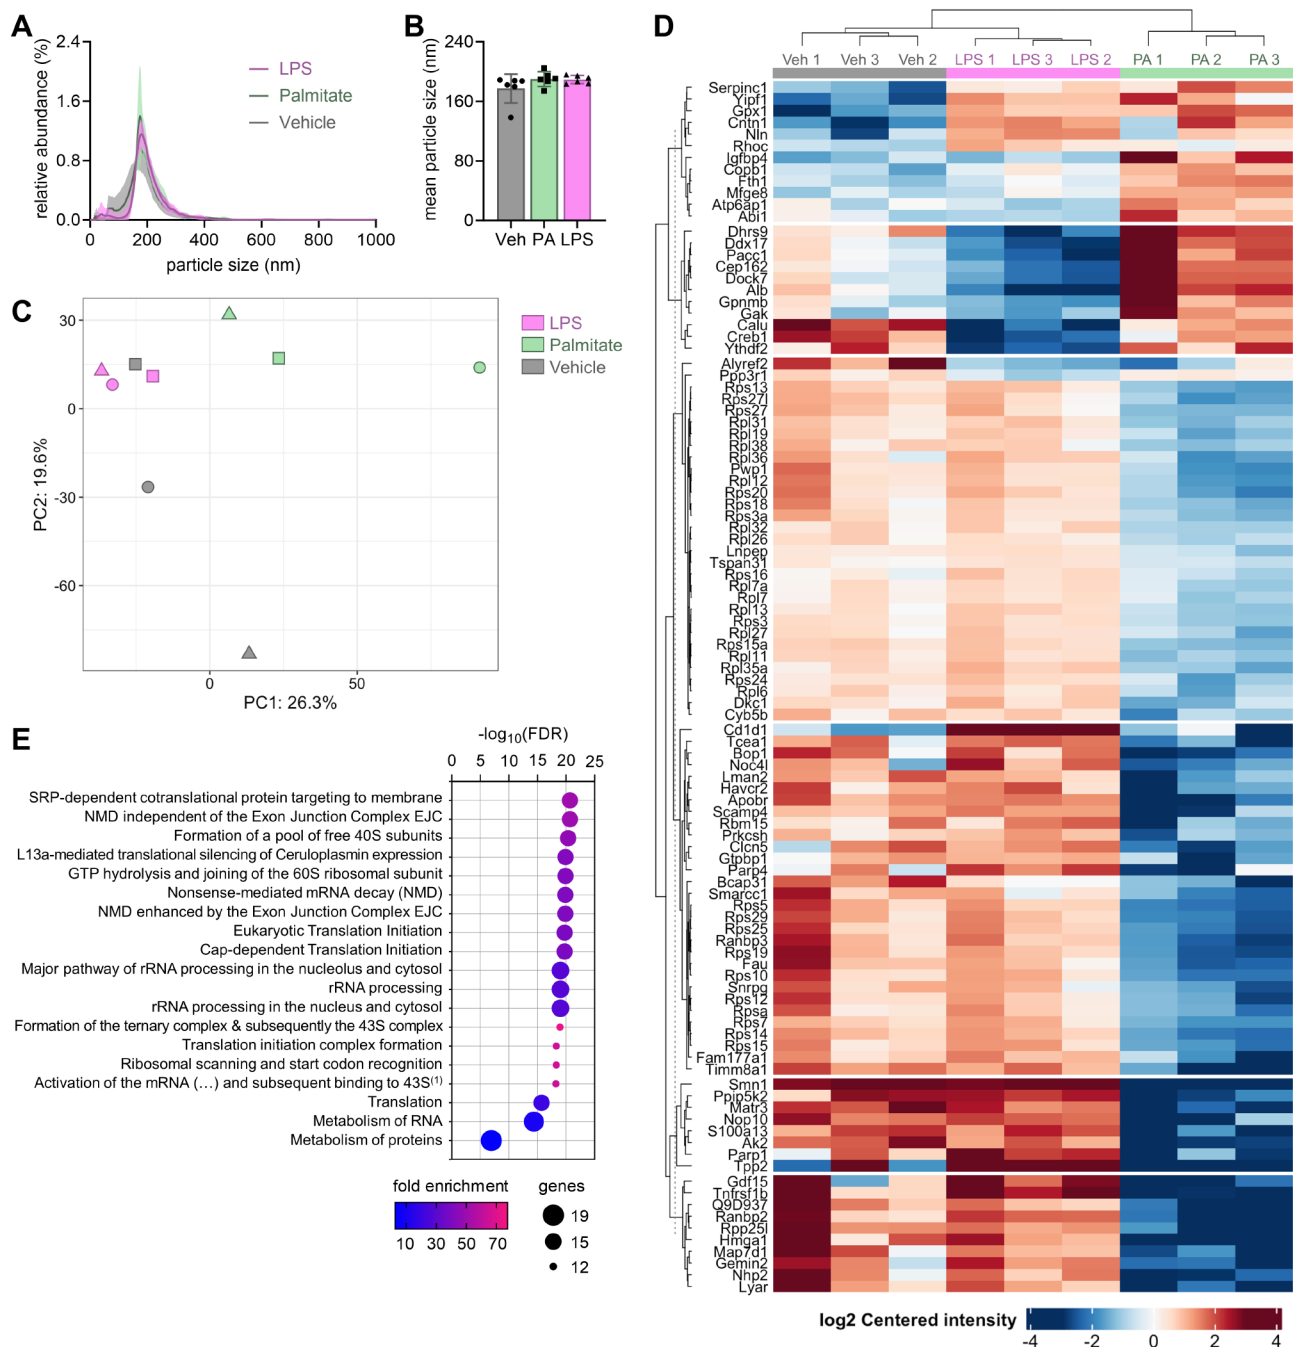 A
relative abundance (%)
2.4
1.6
0.8
0.0
0
200
400
600
800
1000
particle size (nm)
LPS
Palmitate
Vehicle
B
mean particle size (nm)
240
160
80
0
Veh PA LPS
C
30
0
-30
-60
PC2: 19.6%
0
50
PC1: 26.3%
LPS
Palmitate
Vehicle
D
Veh 1
Veh 3
Veh 2
LPS 1
LPS 3
LPS 2
PA 1
PA 2
PA 3
Serpinc1
Yipf1
Gpx1
Cntn1
Nln
Rhoc
Igfbp4
Copb1
Fth1
Mfge8
Atp6ap1
Abi1
Dhrs9
Ddx17
Pacc1
Cep162
Dock7
Alb
Gpnmb
Gak
Calu
Creb1
Ythdf2
Alyref2
Ppp3r1
Rps13
Rps27l
Rps27
Rpl31
Rpl19
Rpl38
Rpl36
Pwp1
Rpl12
Rps20
Rps18
Rps3a
Rpl32
Rpl26
Lnpep
Tspan31
Rps16
Rpl7a
Rpl7
Rpl13
Rps3
Rpl27
Rps15a
Rpl11
Rpl35a
Rps24
Rpl6
Dkc1
Cyb5b
Cd1d1
Tcea1
Bop1
Noc4l
Lman2
Havcr2
Apobr
Scamp4
Rbm15
Prkcsh
Clcn5
Gtpbp1
Parp4
Bcap31
Smarcc1
Rps5
Rps29
Rps25
Ranbp3
Rps19
Fau
Rps10
Snrpg
Rps12
Rpsa
Rps7
Rps14
Rps15
Fam177a1
Timm8a1
Smn1
Ppip5k2
Matr3
Nop10
S100a13
Ak2
Parp1
Tpp2
Gdf15
Tnfrsf1b
Q9D937
Ranbp2
Rpp25l
Hmga1
Map7d1
Gemin2
Nhp2
Lyar
log2 Centered intensity
-4
-2
0
2
4
E
-log10(FDR)
0 5 10 15 20 25
SRP-dependent cotranslational protein targeting to membrane
NMD independent of the Exon Junction Complex EJC
Formation of a pool of free 40S subunits
L13a-mediated translational silencing of Ceruloplasmin expression
GTP hydrolysis and joining of the 60S ribosomal subunit
Nonsense-mediated mRNA decay (NMD)
NMD enhanced by the Exon Junction Complex EJC
Eukaryotic Translation Initiation
Cap-dependent Translation Initiation
Major pathway of rRNA processing in the nucleolus and cytosol
rRNA processing
rRNA processing in the nucleus and cytosol
Formation of the ternary complex & subsequently the 43S complex
Translation initiation complex formation
Ribosomal scanning and start codon recognition
Activation of the mRNA (…) and subsequent binding to 43S(1)
Translation
Metabolism of RNA
Metabolism of proteins
fold enrichment
10 30 50 70
genes
19
15
12